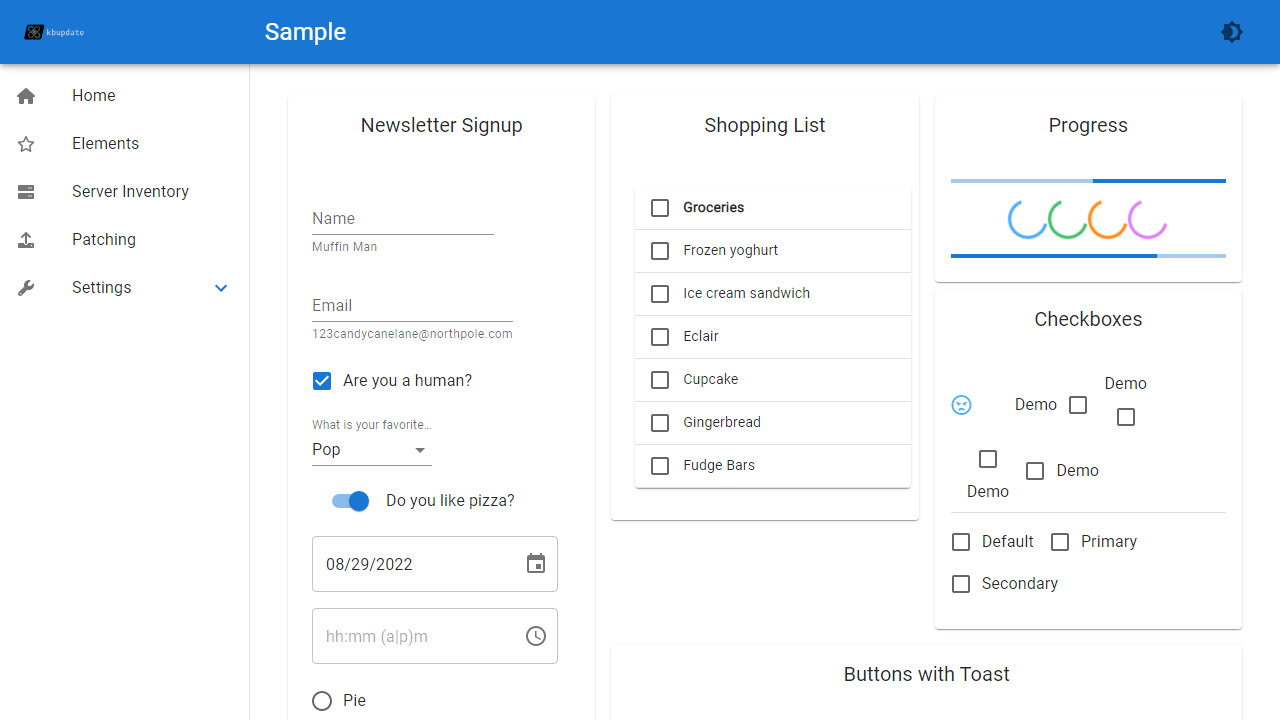 kbupdate
Sample
Home
Elements
Server Inventory
Patching
Settings
Newsletter Signup
Name
Muffin Man
Email
123candycanelane@northpole.com
Are you a human?
What is your favorite...
Pop
Do you like pizza?
08/29/2022
hh:mm (a|p)m
Pie
Shopping List
Groceries
Frozen yoghurt
Ice cream sandwich
Eclair
Cupcake
Gingerbread
Fudge Bars
Progress
Checkboxes
Demo
Demo
Demo
Demo
Default
Primary
Secondary
Buttons with Toast